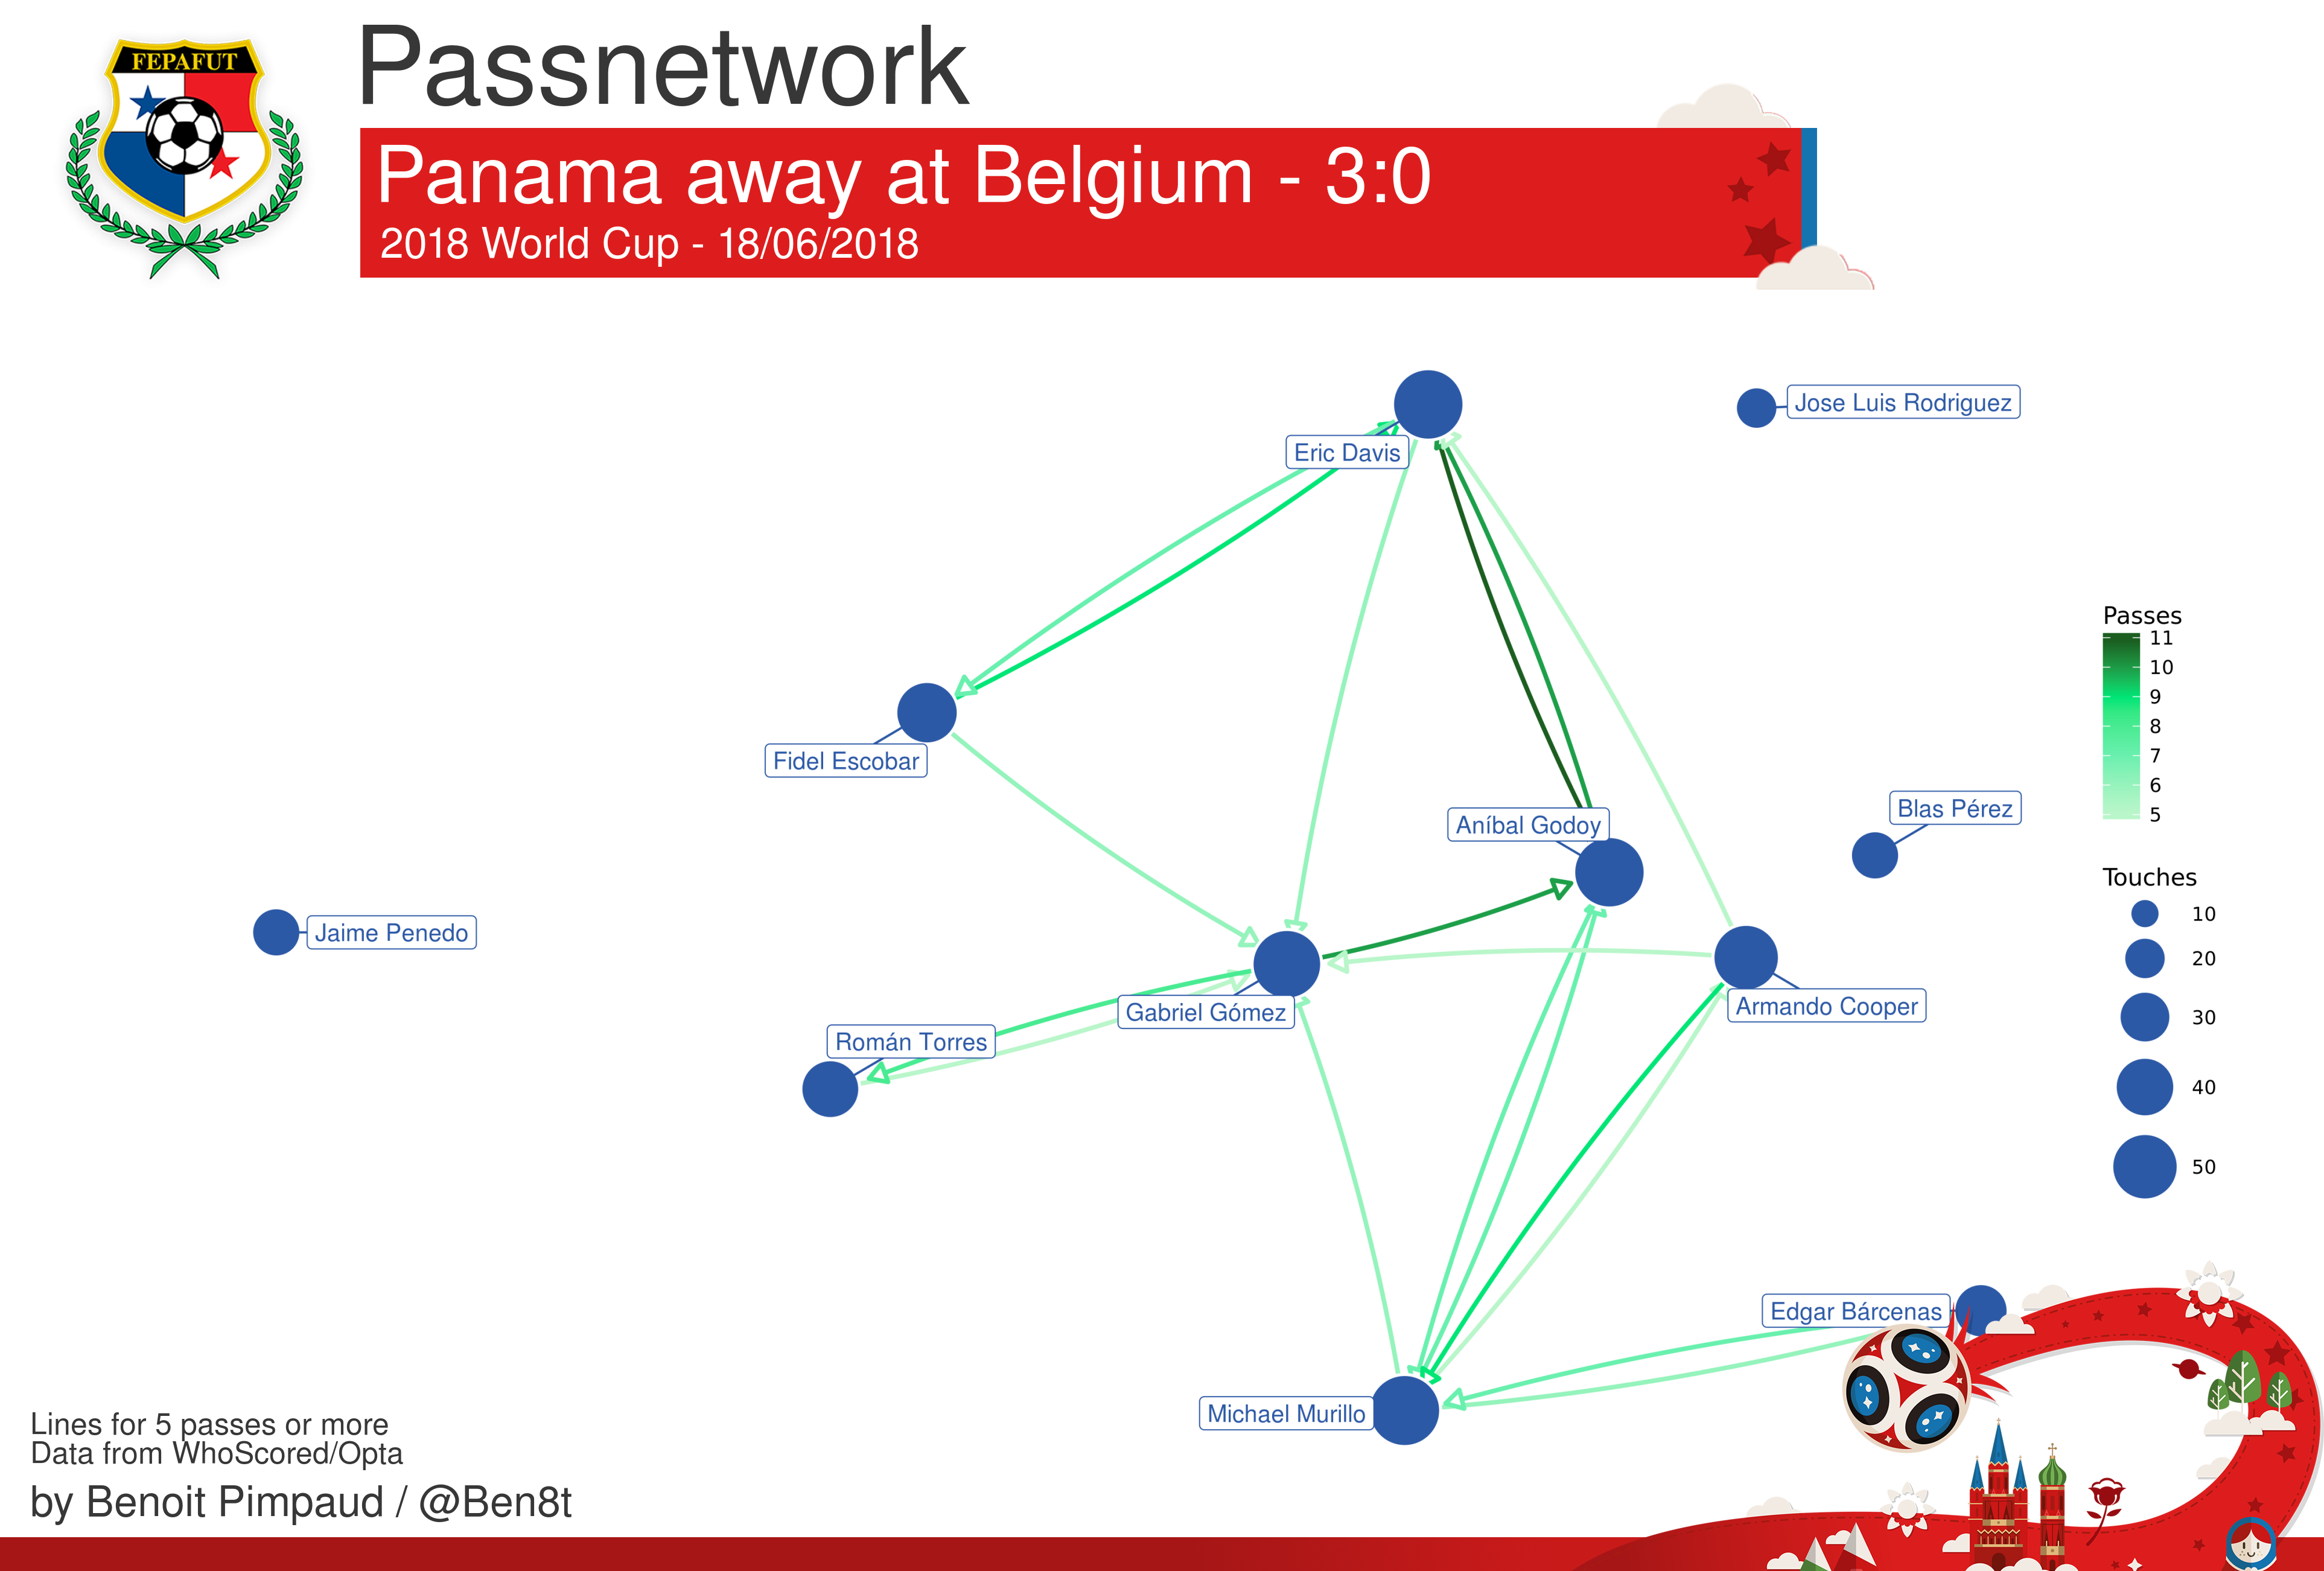 FEPAFUT
Passnetwork
Panama away at Belgium - 3:0
2018 World Cup - 18/06/2018
Jose Luis Rodriguez
Eric Davis
Fidel Escobar
Aníbal Godoy
Blas Pérez
Jaime Penedo
Gabriel Gómez
Armando Cooper
Román Torres
Edgar Bárcenas
Michael Murillo
Passes
11
10
9
8
7
6
5
Touches
10
20
30
40
50
Lines for 5 passes or more
Data from WhoScored/Opta
by Benoit Pimpaud / @Ben8t